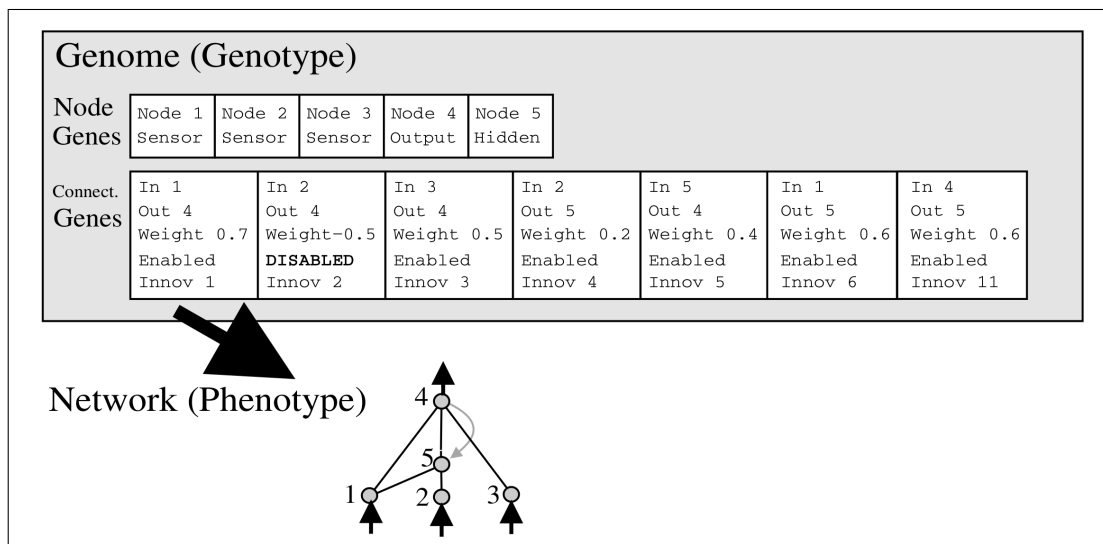 Genome (Genotype)
Node Genes
Node 1 Node 2 Node 3 Node 4 Node 5
Sensor Sensor Sensor Output Hidden
Connect. Genes
In 1 In 2 In 3 In 2 In 5 In 1 In 4
Out 4 Out 4 Out 4 Out 5 Out 4 Out 5 Out 5
Weight 0.7 Weight−0.5 Weight 0.5 Weight 0.2 Weight 0.4 Weight 0.6 Weight 0.6
Enabled DISABLED Enabled Enabled Enabled Enabled Enabled
Innov 1 Innov 2 Innov 3 Innov 4 Innov 5 Innov 6 Innov 11
Network (Phenotype)
4
5
1 2 3